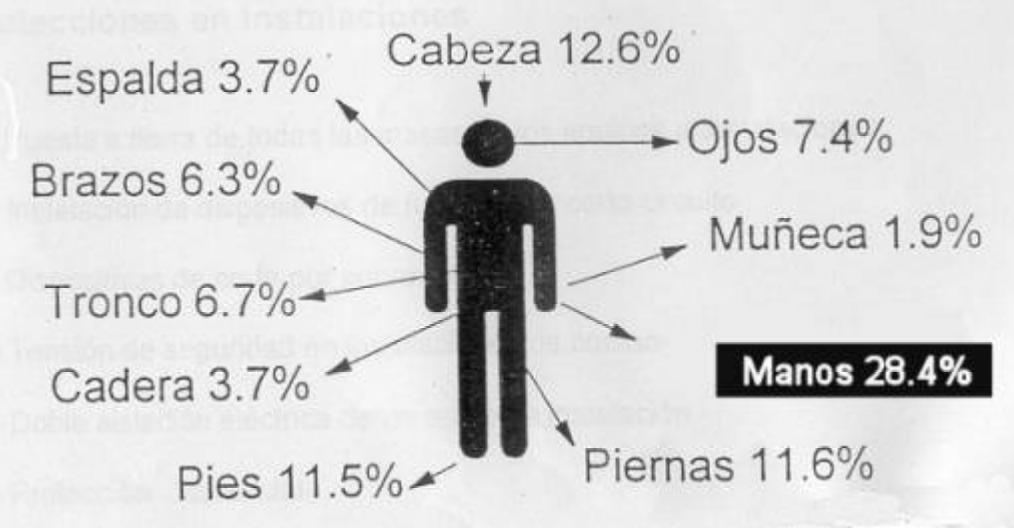 Cabeza 12.6%
Espalda 3.7%
Ojos 7.4%
Brazos 6.3%
Muñeca 1.9%
Tronco 6.7%
Manos 28.4%
Cadera 3.7%
Piernas 11.6%
Pies 11.5%